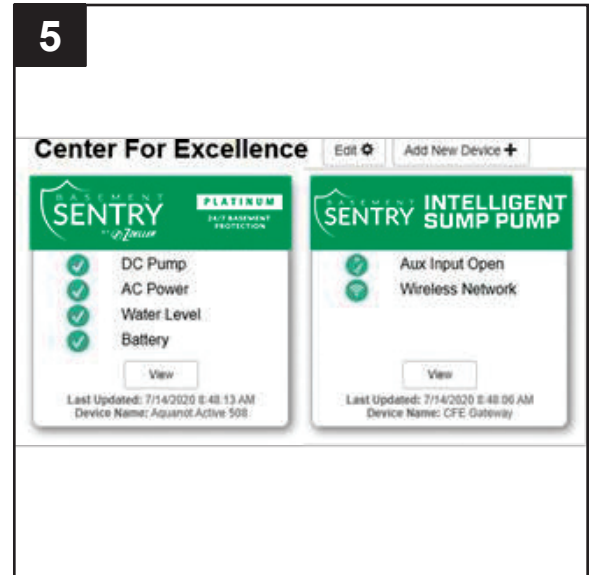 5
Center For Excellence Edit Add New Device +
BASEMENT
SENTRY
BY Zoeller
PLATINUM
24/7 BASEMENT
PROTECTION
DC Pump
AC Power
Water Level
Battery
View
Last Updated: 7/14/2020 8:48:13 AM
Device Name: Aquanot Active 508
BASEMENT
SENTRY
INTELLIGENT
SUMP PUMP
Aux Input Open
Wireless Network
View
Last Updated: 7/14/2020 8:48:06 AM
Device Name: CFE Gateway